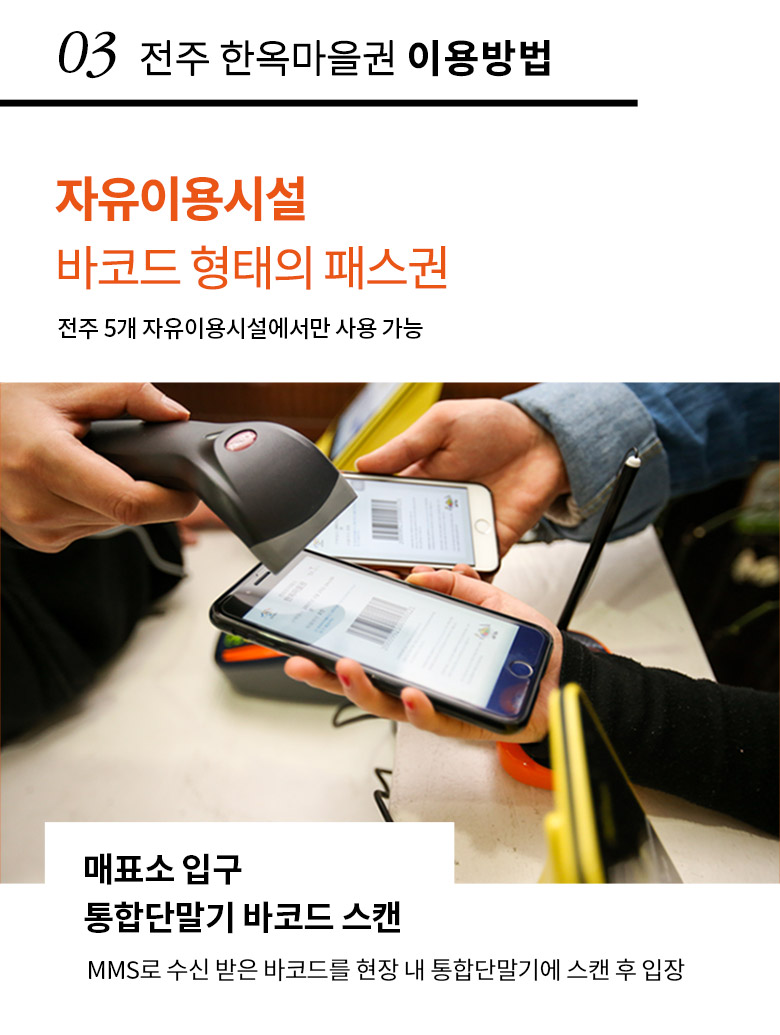 03 전주 한옥마을권 이용방법
자유이용시설
바코드 형태의 패스권
전주 5개 자유이용시설에서만 사용 가능
매표소 입구
통합단말기 바코드 스캔
MMS로 수신 받은 바코드를 현장 내 통합단말기에 스캔 후 입장